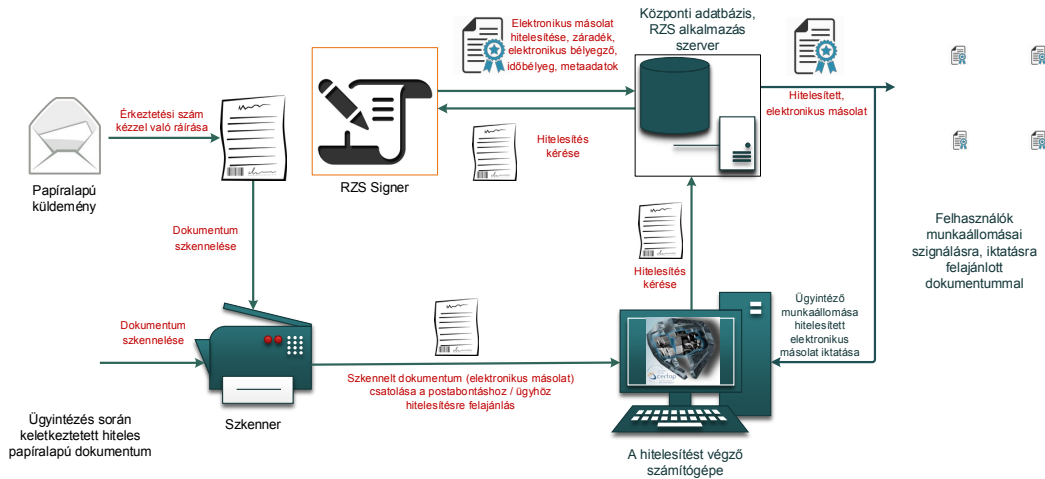 Központi adatbázis,
RZS alkalmazás
szerver
Elektronikus másolat
hitelesítése, záradék,
elektronikus bélyegző,
időbélyeg, metaadatok
Érkeztetési szám
kézzel való ráírása
Hitelesített,
elektronikus másolat
Hitelesítés
kérése
Papíralapú
küldemény
RZS Signer
Dokumentum
szkennelése
Hitelesítés
kérése
Felhasználók
munkaállomásai
szignálásra, iktatásra
felajánlott
dokumentummal
Dokumentum
szkennelése
Ügyintéző
munkaállomása
hitelesített
elektronikus
másolat iktatása
Szkennelt dokumentum (elektronikus másolat)
csatolása a postabontáshoz / ügyhöz
hitelesítésre felajánlás
certop
Ügyintézés során
keletkeztetett hiteles
papíralapú dokumentum
Szkenner
A hitelesítést végző
számítógépe